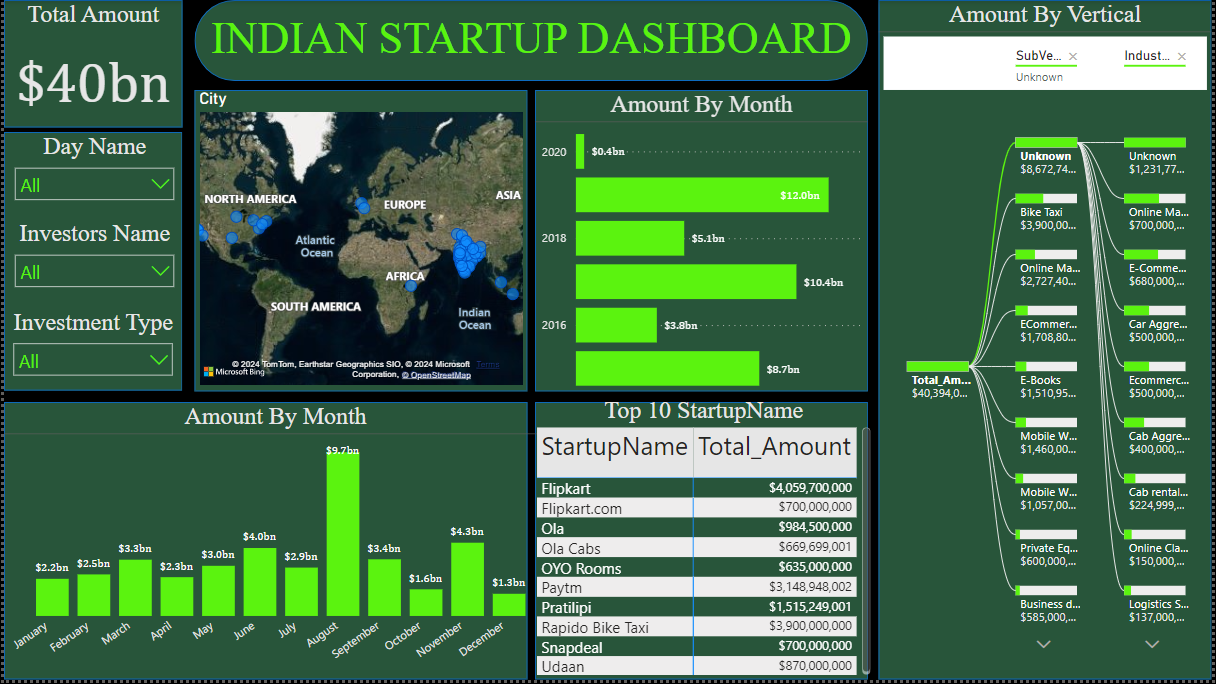 Total Amount
$40bn
INDIAN STARTUP DASHBOARD
Day Name
All
Investors Name
All
Investment Type
All
City
NORTH AMERICA
EUROPE
ASIA
Atlantic
Ocean
AFRICA
SOUTH AMERICA
Indian
Ocean
© 2024 TomTom, Earthstar Geographics SIO, © 2024 Microsoft Terms
Microsoft Bing
Corporation, © OpenStreetMap
Amount By Month
2020 $0.4bn
$12.0bn
2018 $5.1bn
$10.4bn
2016 $3.8bn
$8.7bn
Amount By Month
$2.2bn $2.5bn $3.3bn $2.3bn $3.0bn $4.0bn $2.9bn $9.7bn $3.4bn $1.6bn $4.3bn $1.3bn
January February March April May June July August September October November December
Top 10 StartupName
StartupName Total_Amount
Flipkart $4,059,700,000
Flipkart.com $700,000,000
Ola $984,500,000
Ola Cabs $669,699,001
OYO Rooms $635,000,000
Paytm $3,148,948,002
Pratilipi $1,515,249,001
Rapido Bike Taxi $3,900,000,000
Snapdeal $700,000,000
Udaan $870,000,000
Amount By Vertical
SubVe... × Indust... ×
Unknown
Total_Am...
$40,394,0...
Unknown
$8,672,74...
Bike Taxi
$3,900,00...
Online Ma...
$2,727,40...
ECommer...
$1,708,80...
E-Books
$1,510,95...
Mobile W...
$1,460,00...
Mobile W...
$1,057,00...
Private Eq...
$600,000,...
Business d...
$585,000,...
Unknown
$1,231,77...
Online Ma...
$700,000,...
E-Comme...
$680,000,...
Car Aggre...
$500,000,...
Ecommerc...
$500,000,...
Cab Aggre...
$400,000,...
Cab rental...
$224,999,...
Online Cla...
$150,000,...
Logistics S...
$137,000,...